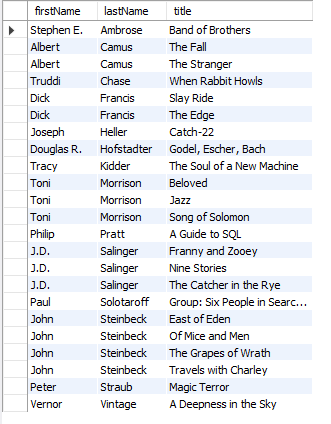 firstName lastName title
Stephen E. Ambrose Band of Brothers
Albert Camus The Fall
Albert Camus The Stranger
Truddi Chase When Rabbit Howls
Dick Francis Slay Ride
Dick Francis The Edge
Joseph Heller Catch-22
Douglas R. Hofstadter Godel, Escher, Bach
Tracy Kidder The Soul of a New Machine
Toni Morrison Beloved
Toni Morrison Jazz
Toni Morrison Song of Solomon
Philip Pratt A Guide to SQL
J.D. Salinger Franny and Zooey
J.D. Salinger Nine Stories
J.D. Salinger The Catcher in the Rye
Paul Solotaroff Group: Six People in Searc...
John Steinbeck East of Eden
John Steinbeck Of Mice and Men
John Steinbeck The Grapes of Wrath
John Steinbeck Travels with Charley
Peter Straub Magic Terror
Vernor Vintage A Deepness in the Sky